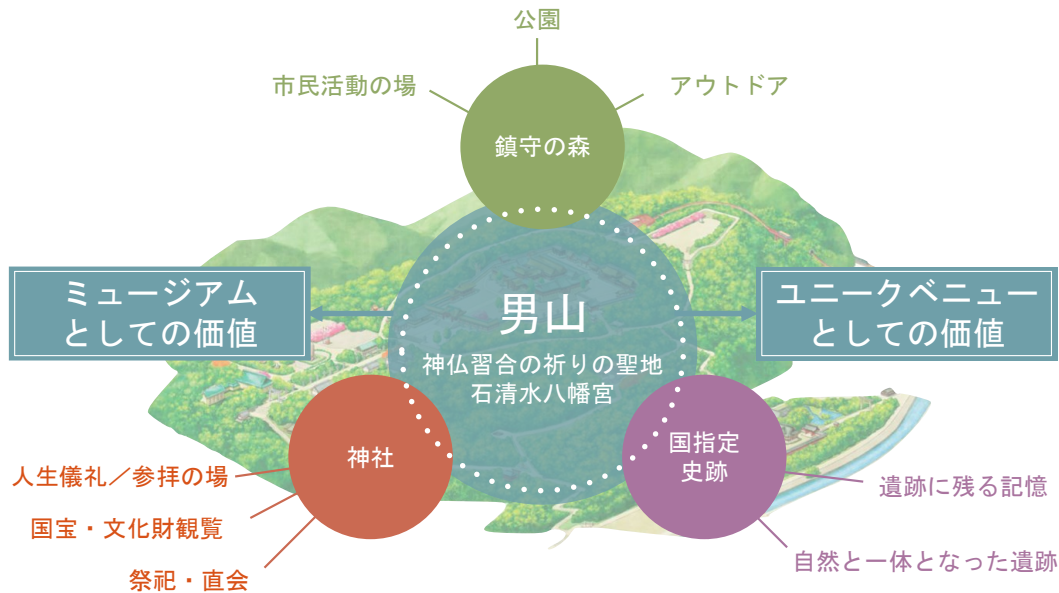 公園
市民活動の場
アウトドア
鎮守の森
ミュージアム
としての価値
男山
神仏習合の祈りの聖地
石清水八幡宮
ユニークベニュー
としての価値
神社
人生儀礼／参拝の場
国宝・文化財観覧
祭祀・直会
国指定
史跡
遺跡に残る記憶
自然と一体となった遺跡